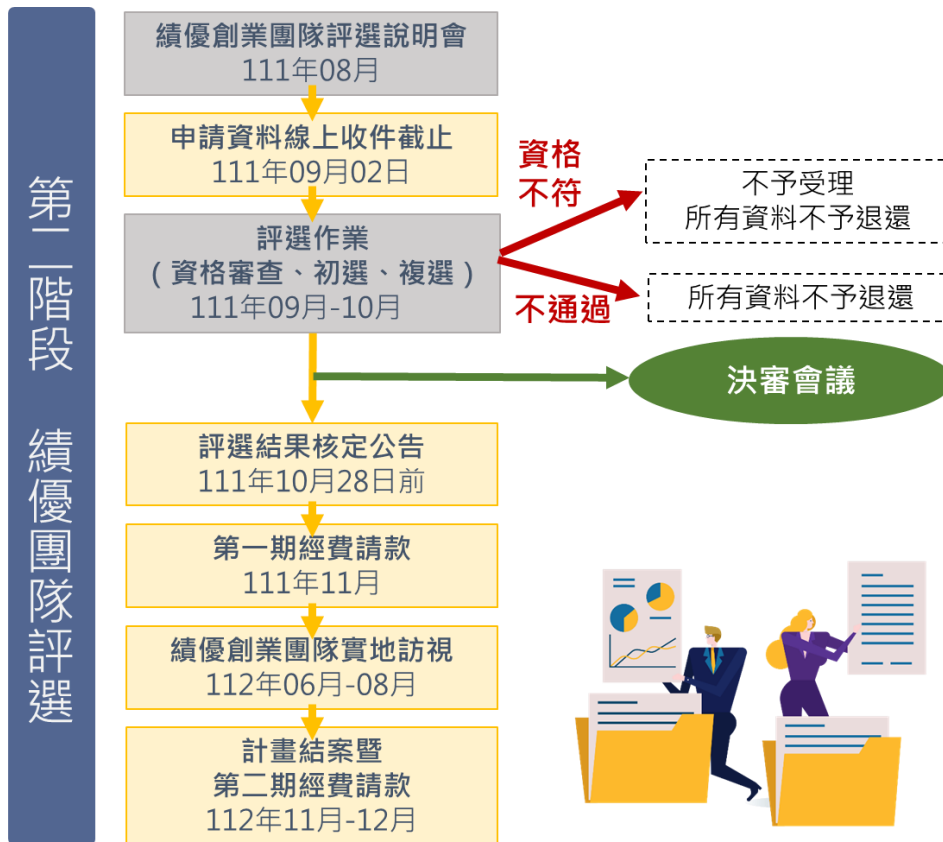 第二階段 績優團隊評選
績優創業團隊評選說明會
111年08月
申請資料線上收件截止
111年09月02日
評選作業
（資格審查、初選、複選）
111年09月-10月
資格
不符
不予受理
所有資料不予退還
不通過
所有資料不予退還
決審會議
評選結果核定公告
111年10月28日前
第一期經費請款
111年11月
績優創業團隊實地訪視
112年06月-08月
計畫結案暨
第二期經費請款
112年11月-12月